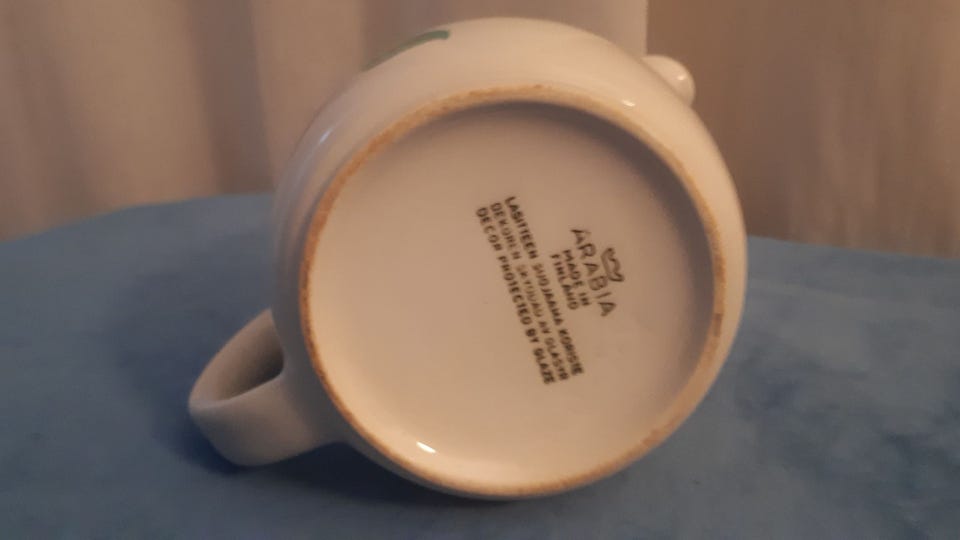 ARABIA
MADE IN
FINLAND
LASITTEEN SUOJAAMA KORISTE
DEKOREN SKYDDAD AV GLASYR
DECOR PROTECTED BY GLAZE